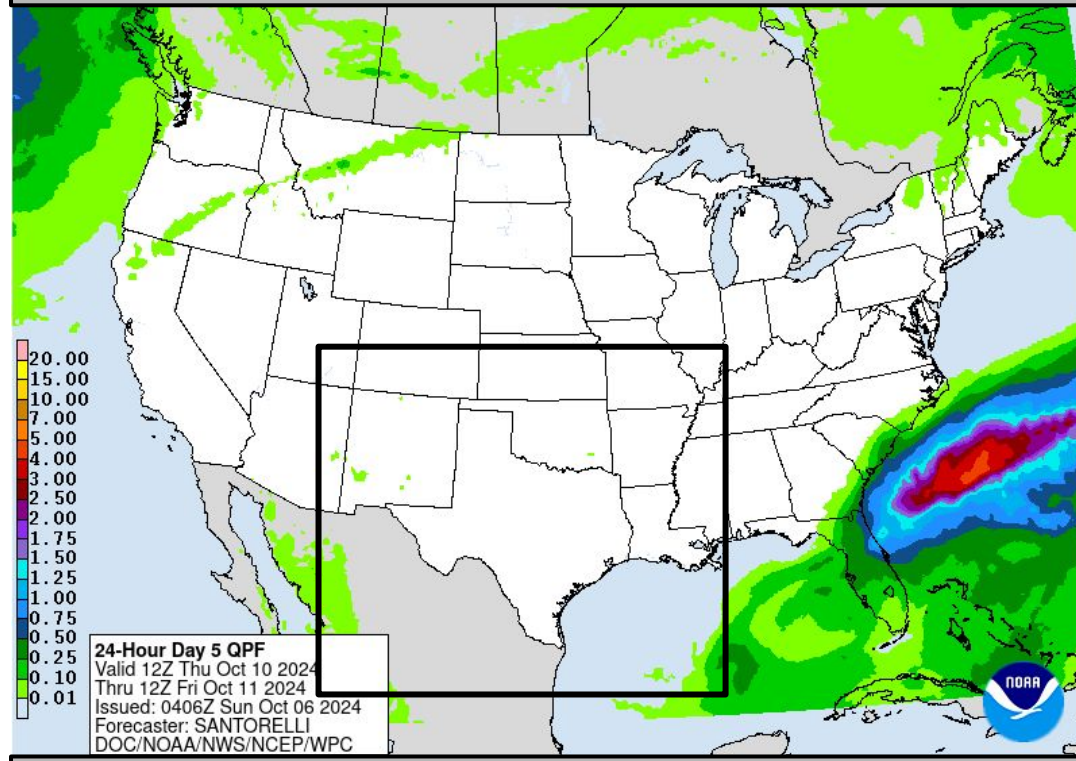 20.00
15.00
10.00
7.00
5.00
4.00
3.00
2.50
2.00
1.75
1.50
1.25
1.00
0.75
0.50
0.25
0.10
0.01
24-Hour Day 5 QPF
Valid 12Z Thu Oct 10 2024
Thru 12Z Fri Oct 11 2024
Issued: 0406Z Sun Oct 06 2024
Forecaster: SANTORELLI
DOC/NOAA/NWS/NCEP/WPC
NOAA